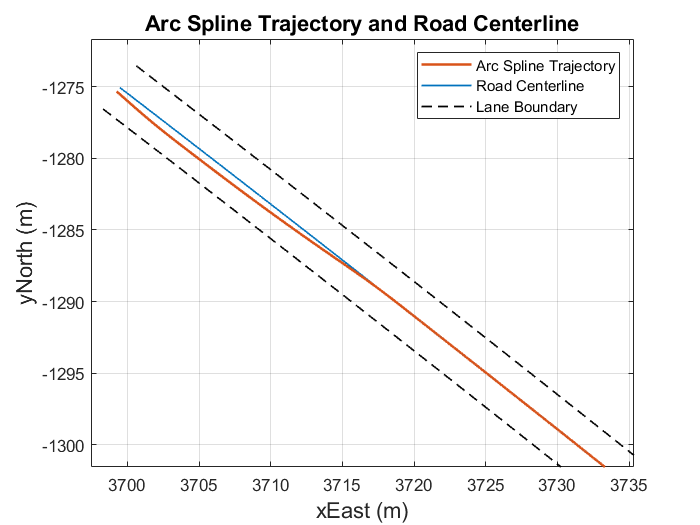 Arc Spline Trajectory and Road Centerline
Arc Spline Trajectory
Road Centerline
Lane Boundary
-1275
-1280
-1285
-1290
-1295
-1300
yNorth (m)
3700 3705 3710 3715 3720 3725 3730 3735
xEast (m)